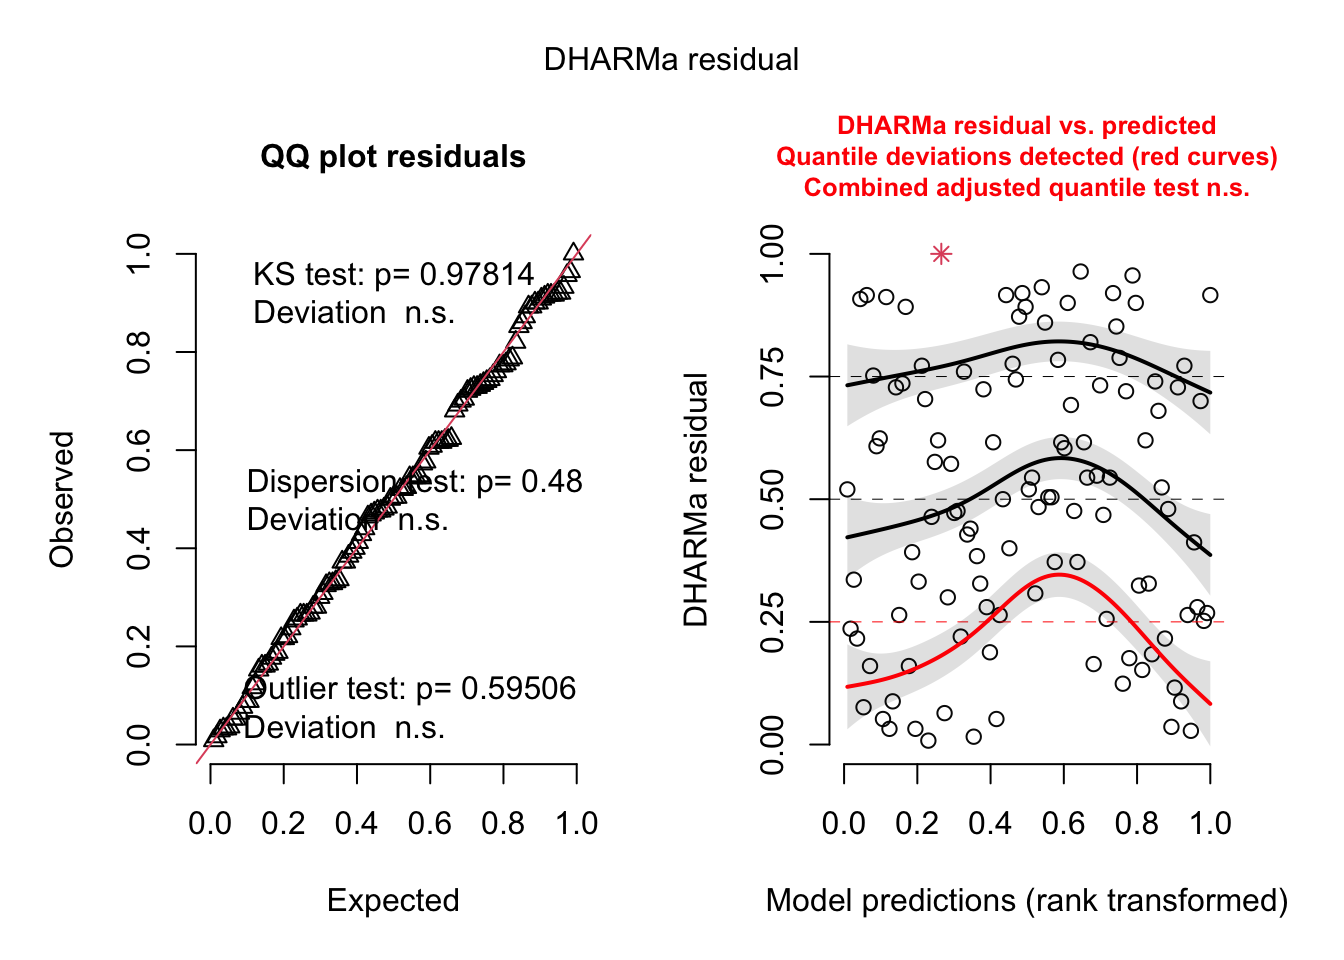 DHARMa residual
QQ plot residuals
KS test: p= 0.97814
Deviation  n.s.
Dispersion test: p= 0.48
Deviation  n.s.
Outlier test: p= 0.59506
Deviation  n.s.
Observed
0.0 0.2 0.4 0.6 0.8 1.0
0.0 0.2 0.4 0.6 0.8 1.0
Expected
DHARMa residual vs. predicted
Quantile deviations detected (red curves)
Combined adjusted quantile test n.s.
DHARMa residual
0.00 0.25 0.50 0.75 1.00
0.0 0.2 0.4 0.6 0.8 1.0
Model predictions (rank transformed)